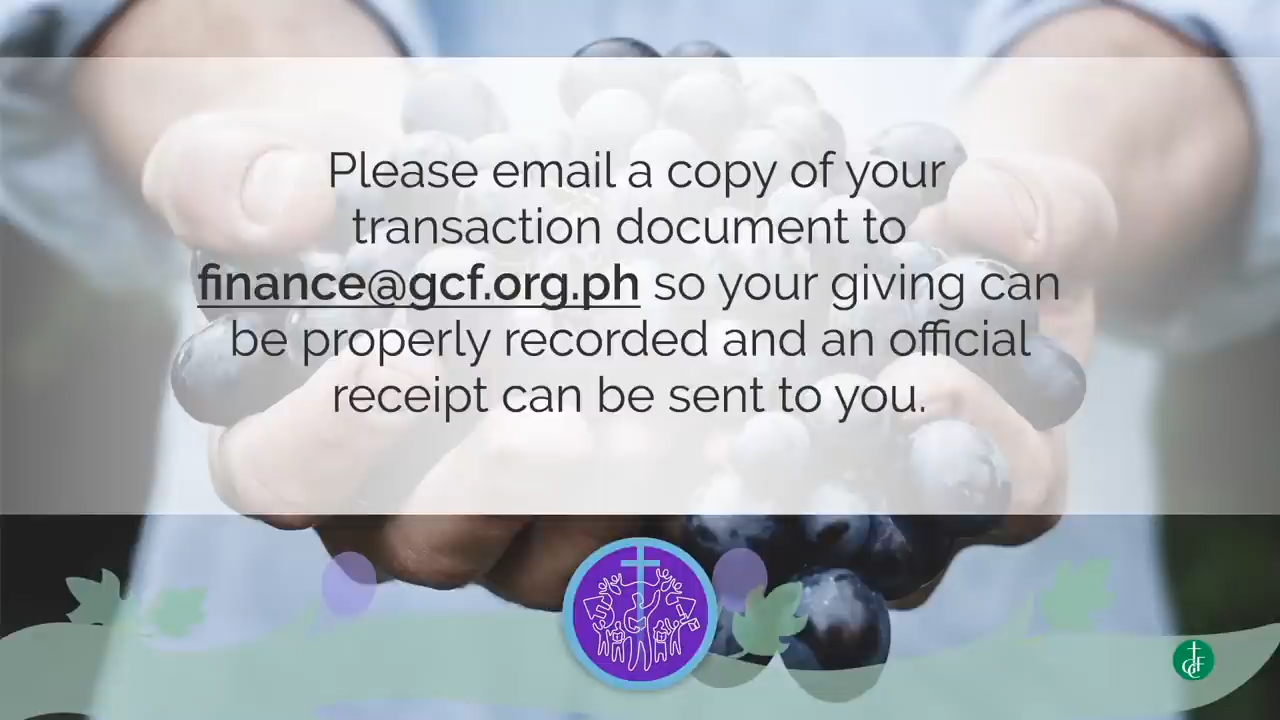 Please email a copy of your
transaction document to
finance@gcf.org.ph so your giving can
be properly recorded and an official
receipt can be sent to you.
GCF